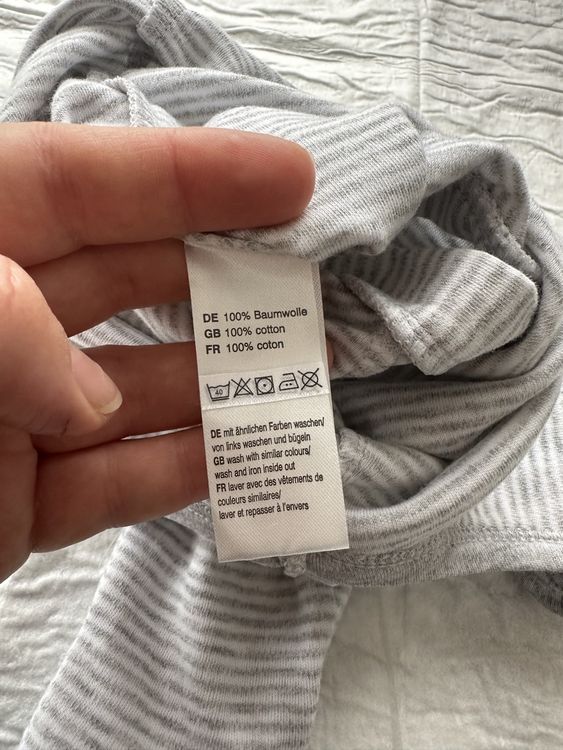 DE 100% Baumwolle
GB 100% cotton
FR 100% coton
40
DE mit ähnlichen Farben waschen/
von links waschen und bügeln
GB wash with similar colours/
wash and iron inside out
FR laver avec des vêtements de
couleurs similaires/
laver et repasser à l'envers